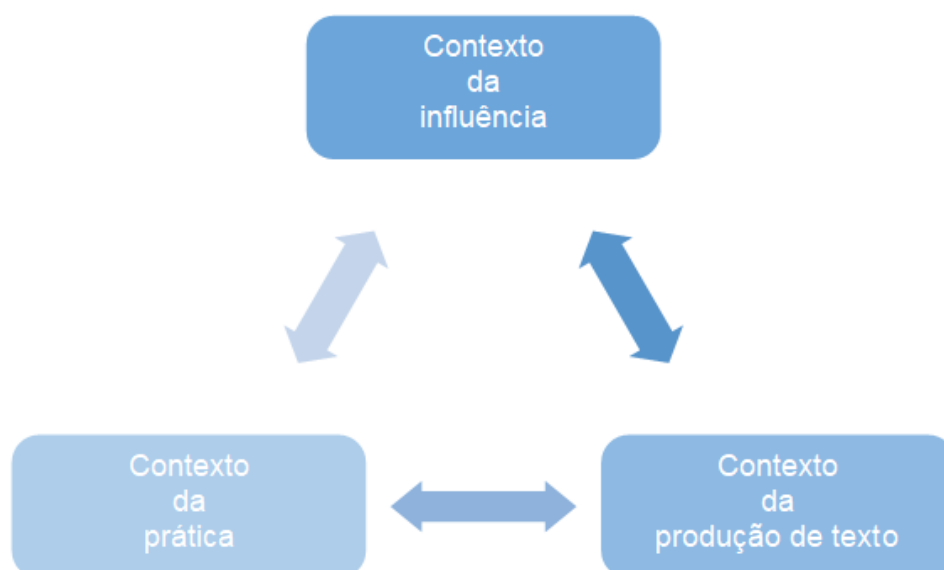 Contexto
da
influência
Contexto
da
prática
Contexto
da
produção de texto